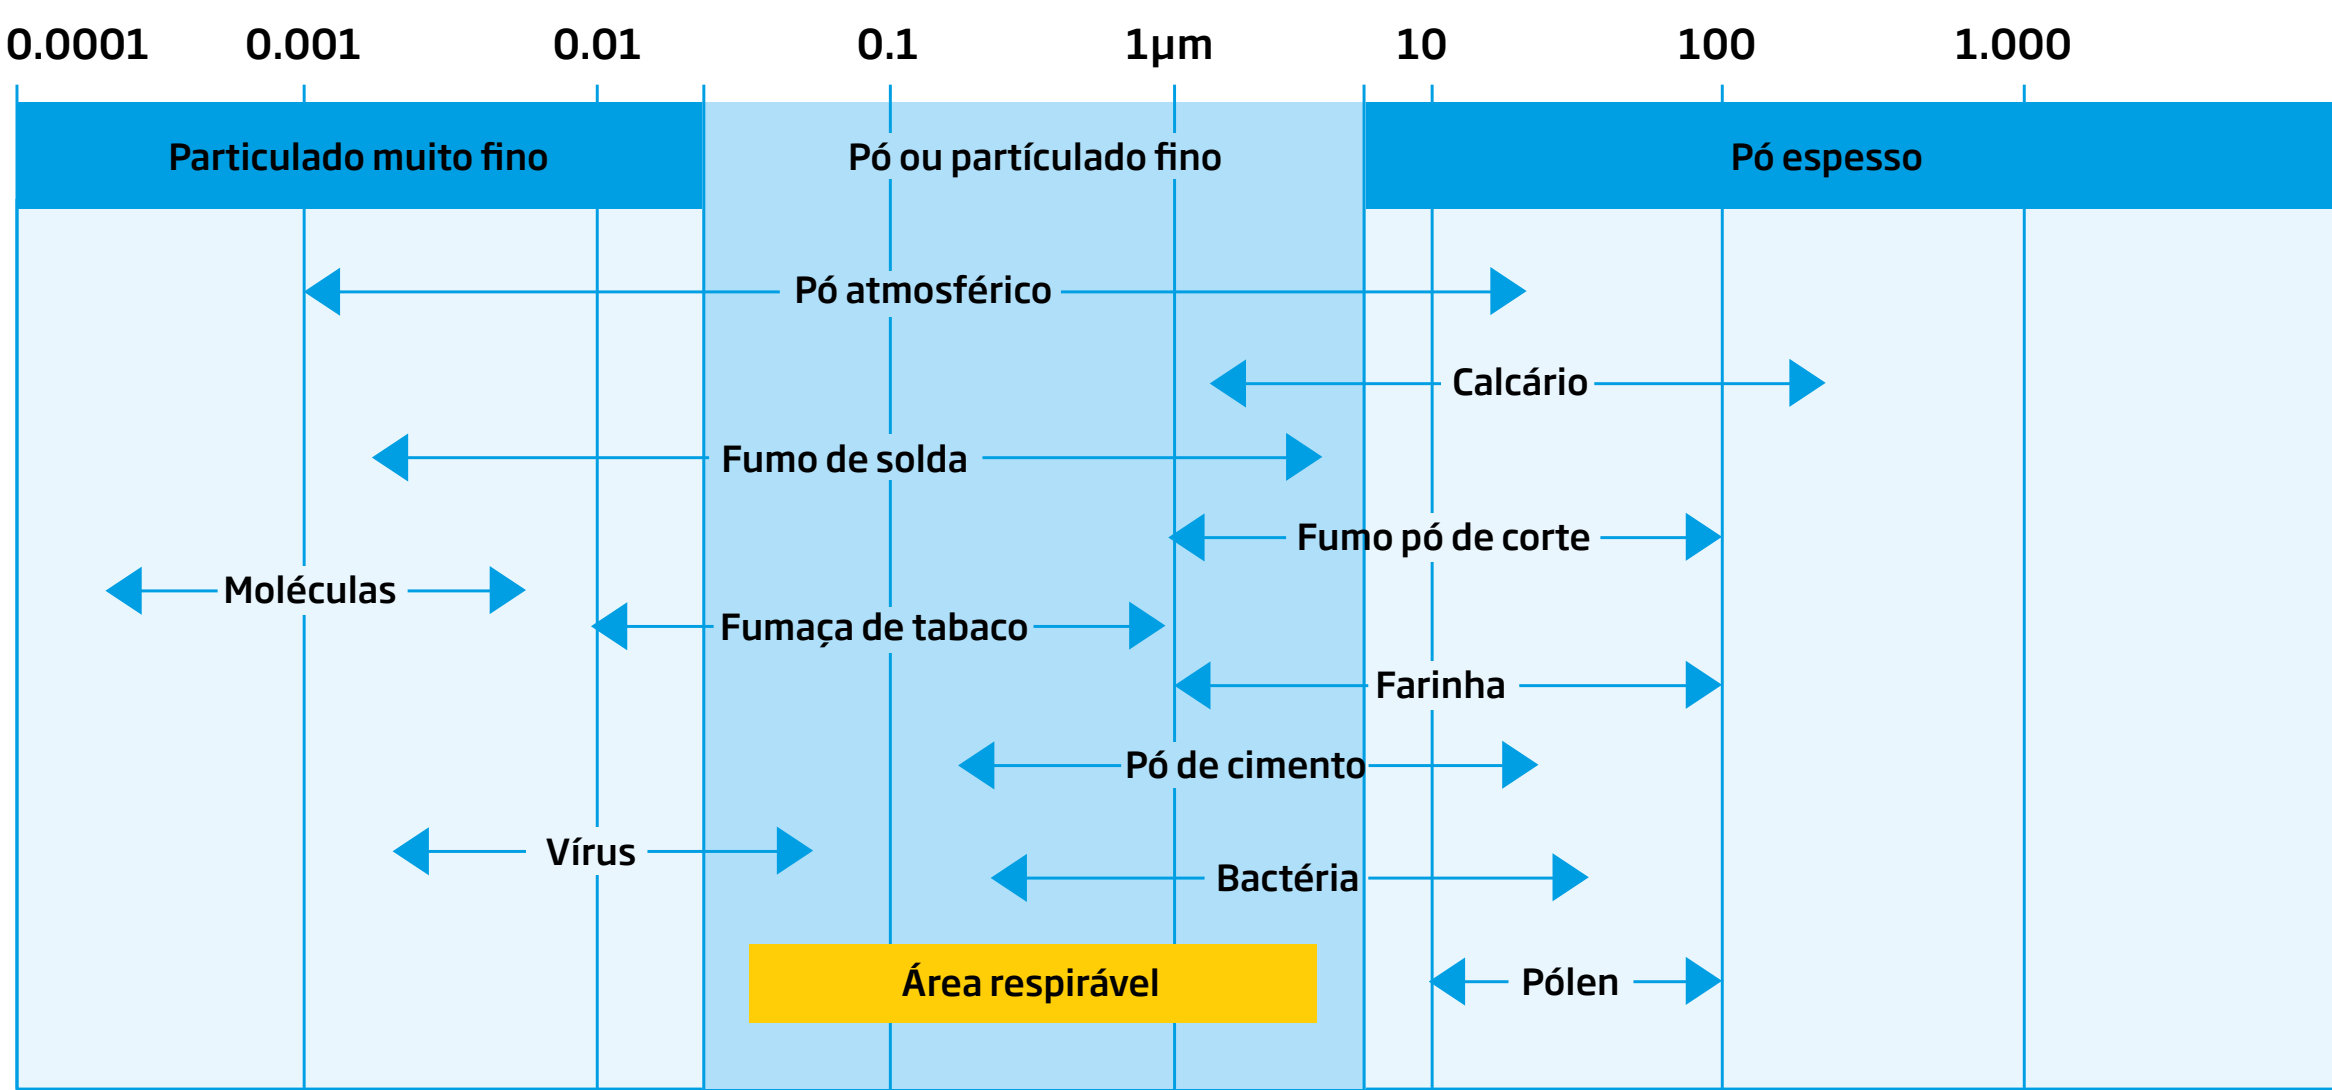 0.0001 0.001 0.01 0.1 1µm 10 100 1.000
Particulado muito fino Pó ou partículado fino Pó espesso
Pó atmosférico
Calcário
Fumo de solda
Fumo pó de corte
Moléculas
Fumaça de tabaco
Farinha
Pó de cimento
Vírus
Bactéria
Área respirável
Pólen